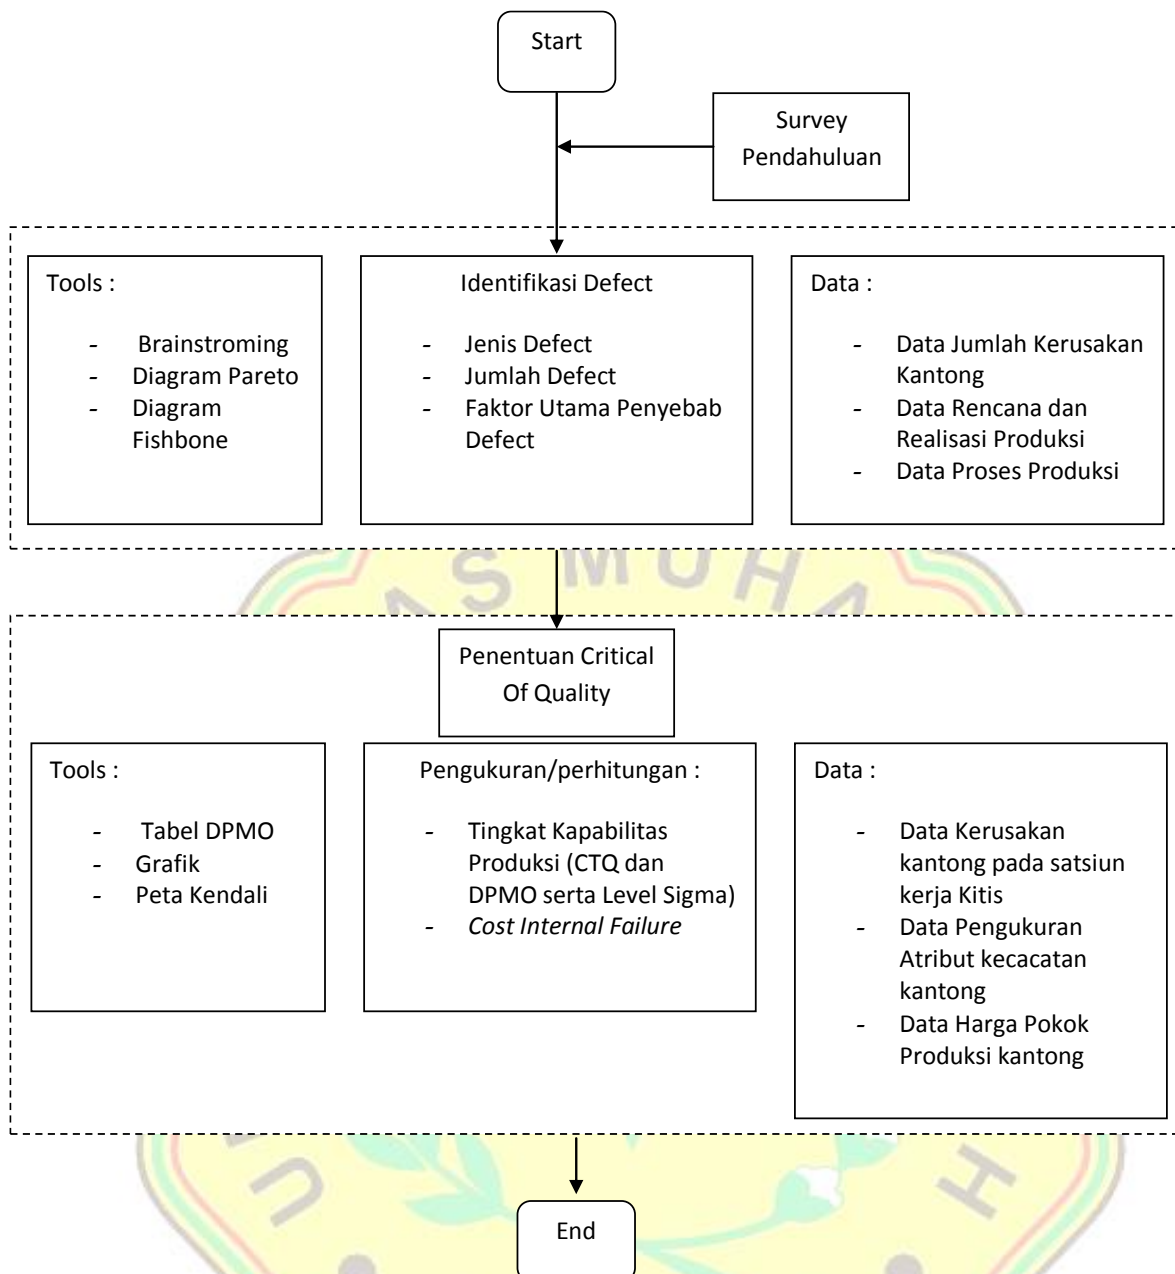 Start
Survey
Pendahuluan
Tools :
- Brainstroming
- Diagram Pareto
- Diagram
Fishbone
Identifikasi Defect
- Jenis Defect
- Jumlah Defect
- Faktor Utama Penyebab
Defect
Data :
- Data Jumlah Kerusakan
Kantong
- Data Rencana dan
Realisasi Produksi
- Data Proses Produksi
AS MUHA
Penentuan Critical
Of Quality
Tools :
- Tabel DPMO
- Grafik
- Peta Kendali
Pengukuran/perhitungan :
- Tingkat Kapabilitas
Produksi (CTQ dan
DPMO serta Level Sigma)
- Cost Internal Failure
Data :
- Data Kerusakan
kantong pada satsiun
kerja Kitis
- Data Pengukuran
Atribut kecacatan
kantong
- Data Harga Pokok
Produksi kantong
End